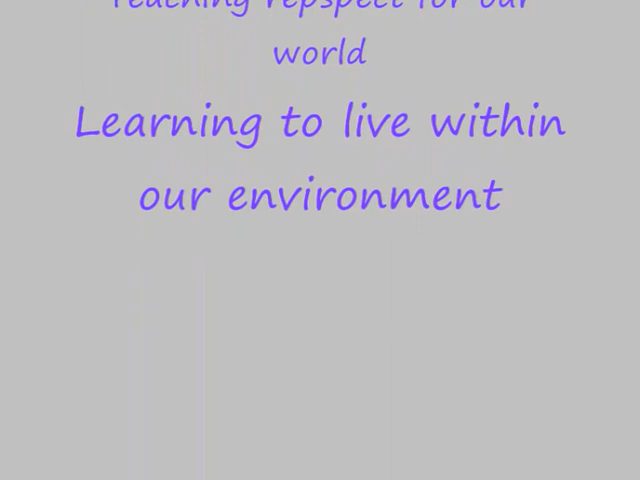 Teaching repspect for our
world
Learning to live within
our environment